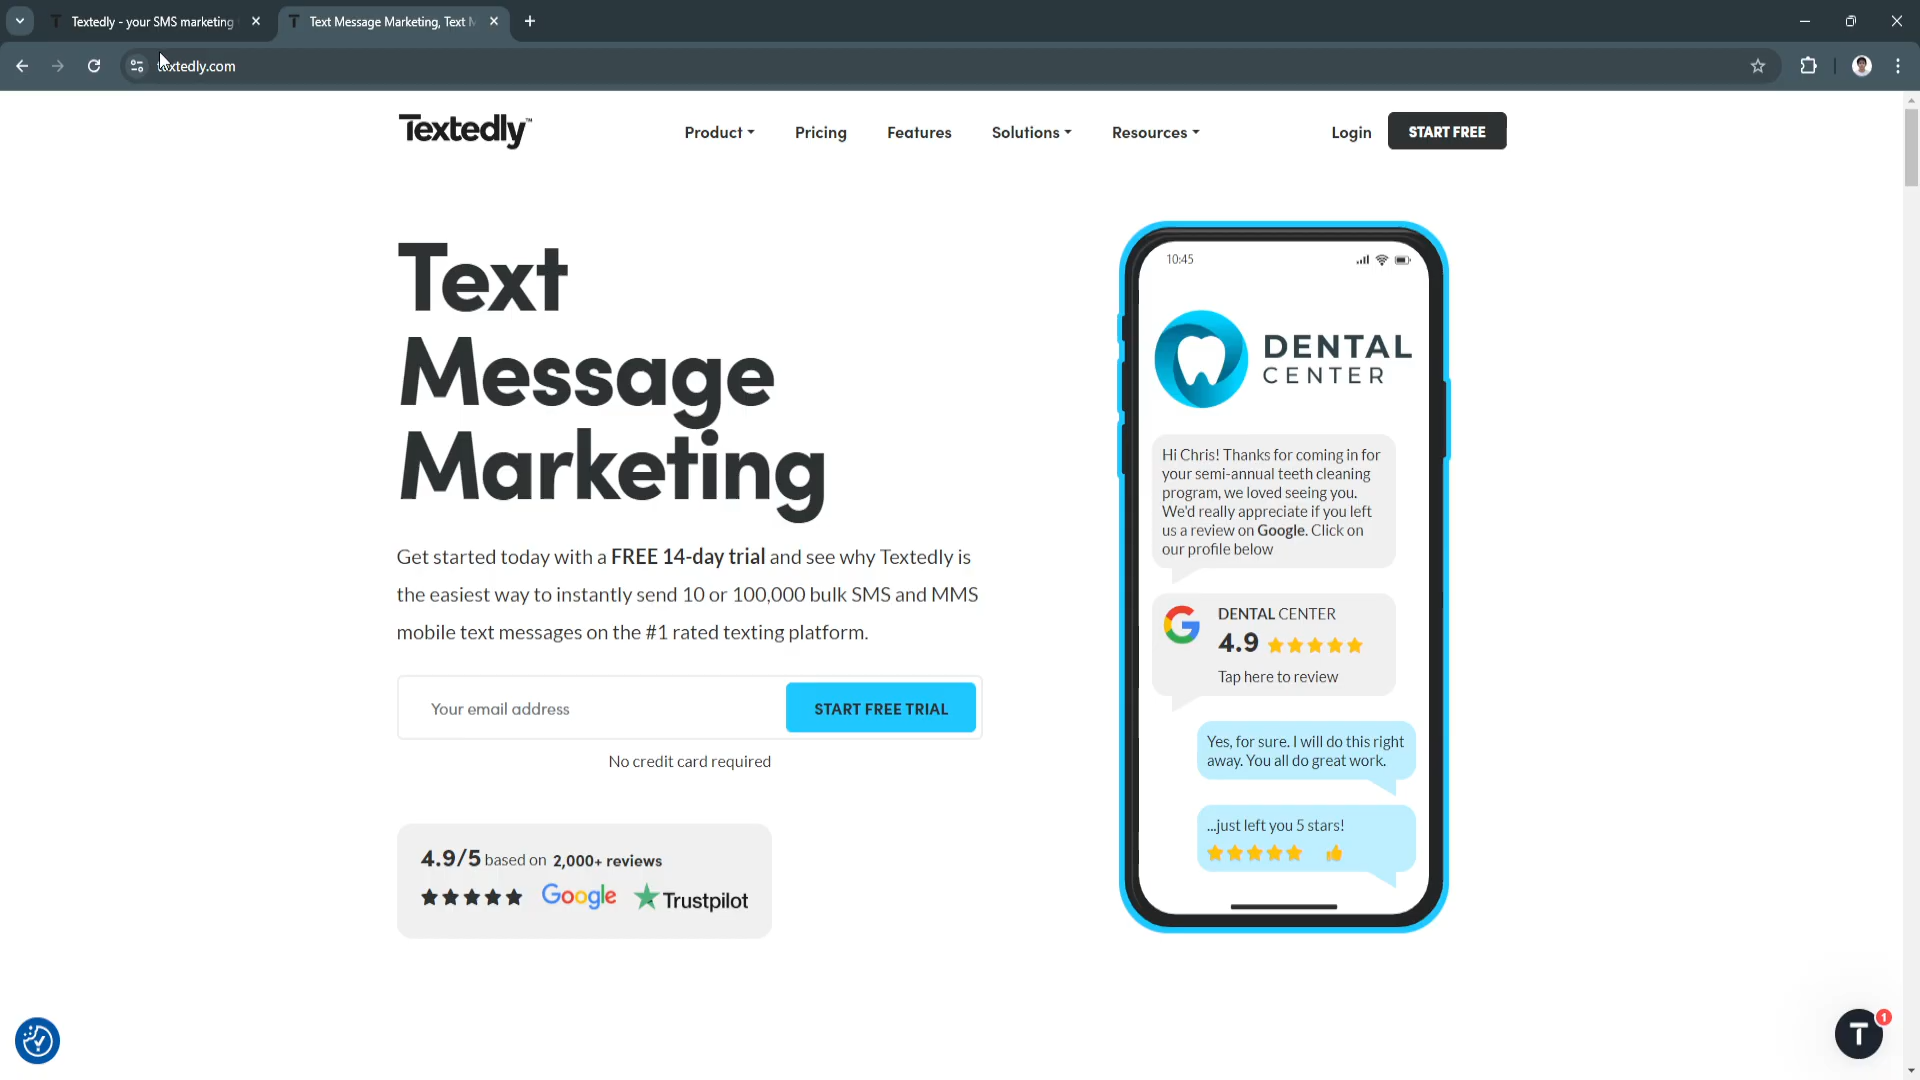 Textedly - your SMS marketing
Text Message Marketing, Text
textedly.com
Textedly™
Product
Pricing
Features
Solutions
Resources
Login
START FREE
Text
Message
Marketing
Get started today with a FREE 14-day trial and see why Textedly is
the easiest way to instantly send 10 or 100,000 bulk SMS and MMS
mobile text messages on the #1 rated texting platform.
Your email address
START FREE TRIAL
No credit card required
4.9/5 based on 2,000+ reviews
Google
Trustpilot
10:45
DENTAL
CENTER
Hi Chris! Thanks for coming in for
your semi-annual teeth cleaning
program, we loved seeing you.
We'd really appreciate if you left
us a review on Google. Click on
our profile below
G
DENTAL CENTER
4.9
Tap here to review
Yes, for sure. I will do this right
away. You all do great work.
...just left you 5 stars!
T
1